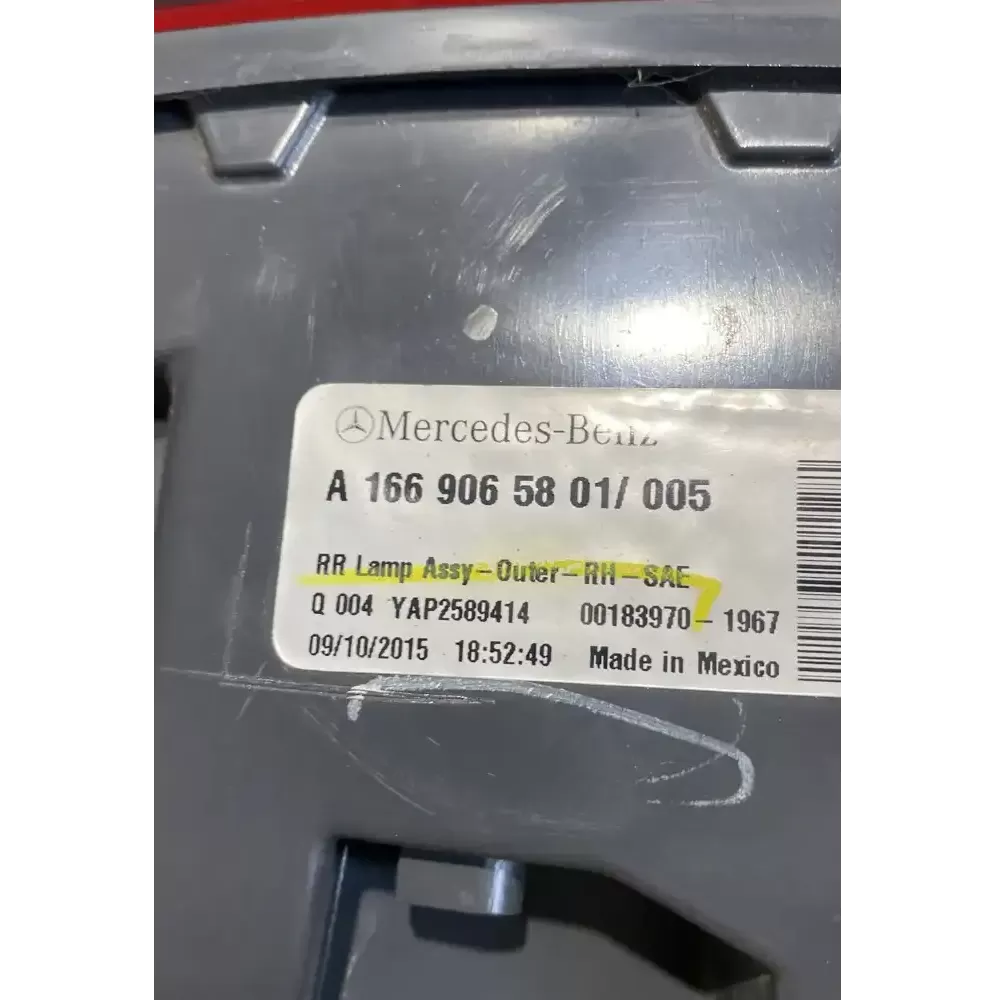 Mercedes-Benz
A 166 906 58 01/ 005
RR Lamp Assy-Outer-RH-SAE
Q 004 YAP2589414 00183970-1967
09/10/2015 18:52:49 Made in Mexico